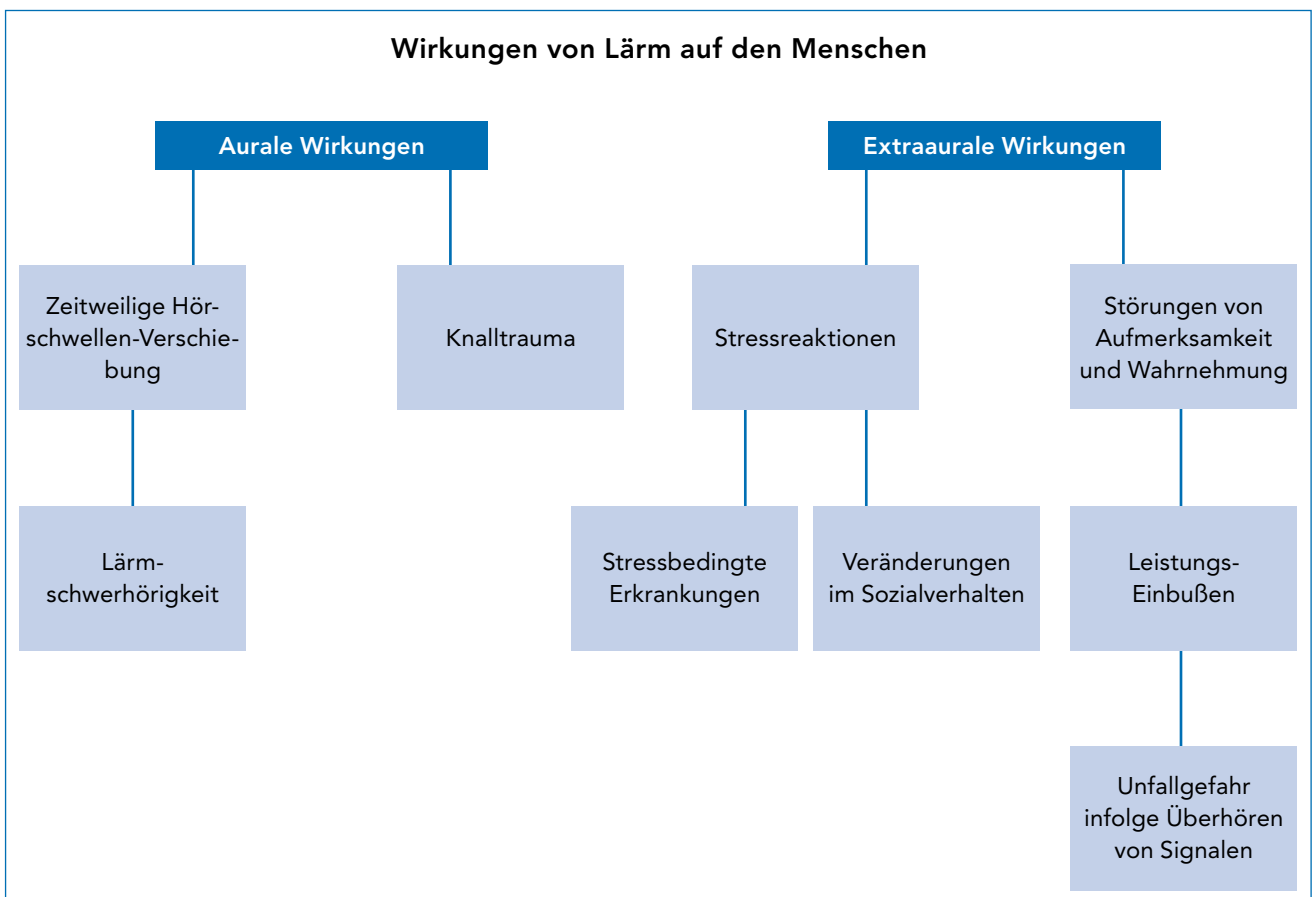 Wirkungen von Lärm auf den Menschen
Aurale Wirkungen
Extraaurale Wirkungen
Zeitweilige Hör-
schwellen-Verschie-
bung
Knalltrauma
Stressreaktionen
Störungen von
Aufmerksamkeit
und Wahrnehmung
Lärm-
schwerhörigkeit
Stressbedingte
Erkrankungen
Veränderungen
im Sozialverhalten
Leistungs-
Einbußen
Unfallgefahr
infolge Überhören
von Signalen